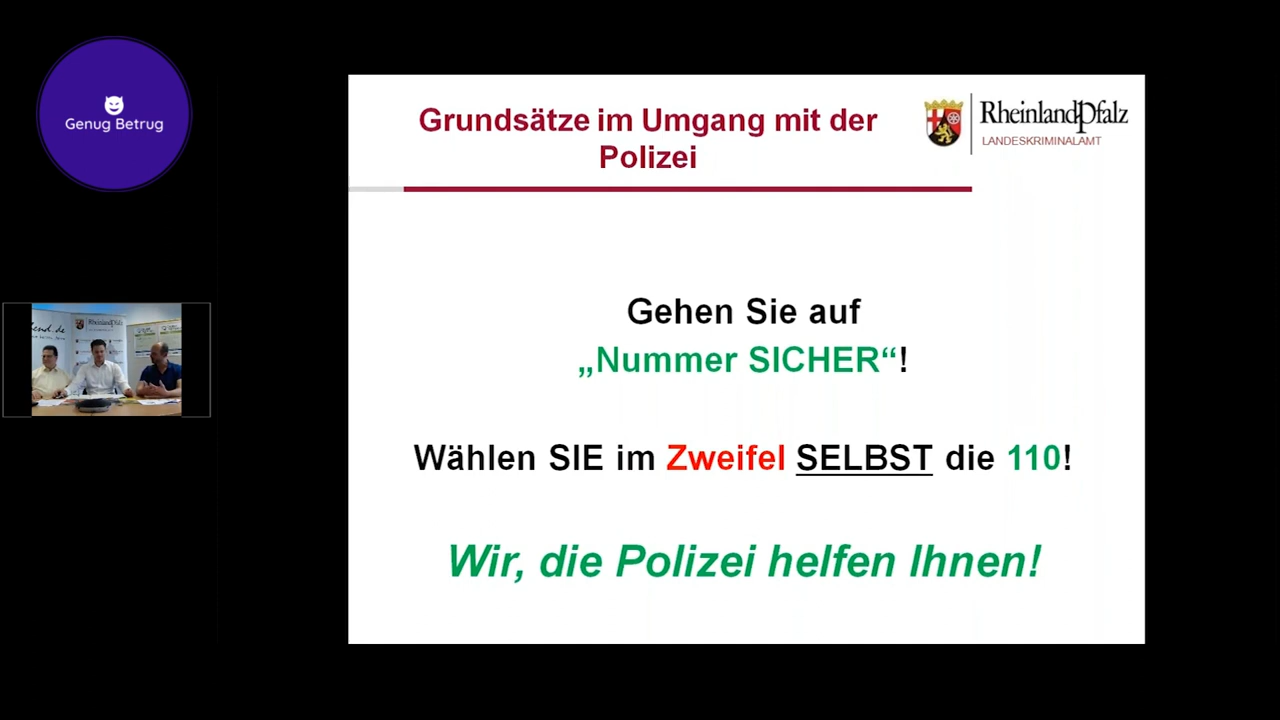 Genug Betrug
Grundsätze im Umgang mit der
Polizei
RheinlandPfalz
LANDESKRIMINALAMT
Gehen Sie auf
„Nummer SICHER“!
Wählen SIE im Zweifel SELBST die 110!
Wir, die Polizei helfen Ihnen!
RheinlandPfalz